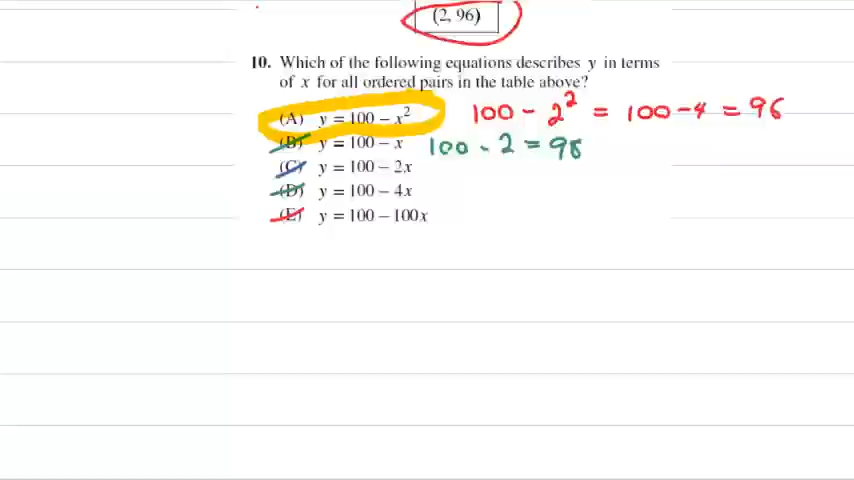 (2, 96)
10. Which of the following equations describes y in terms
of x for all ordered pairs in the table above?
(A) y = 100 – x² 100 - 2² = 100 - 4 = 96
(B) y = 100 – x 100 - 2 = 98
(C) y = 100 – 2x
(D) y = 100 – 4x
(E) y = 100 – 100x